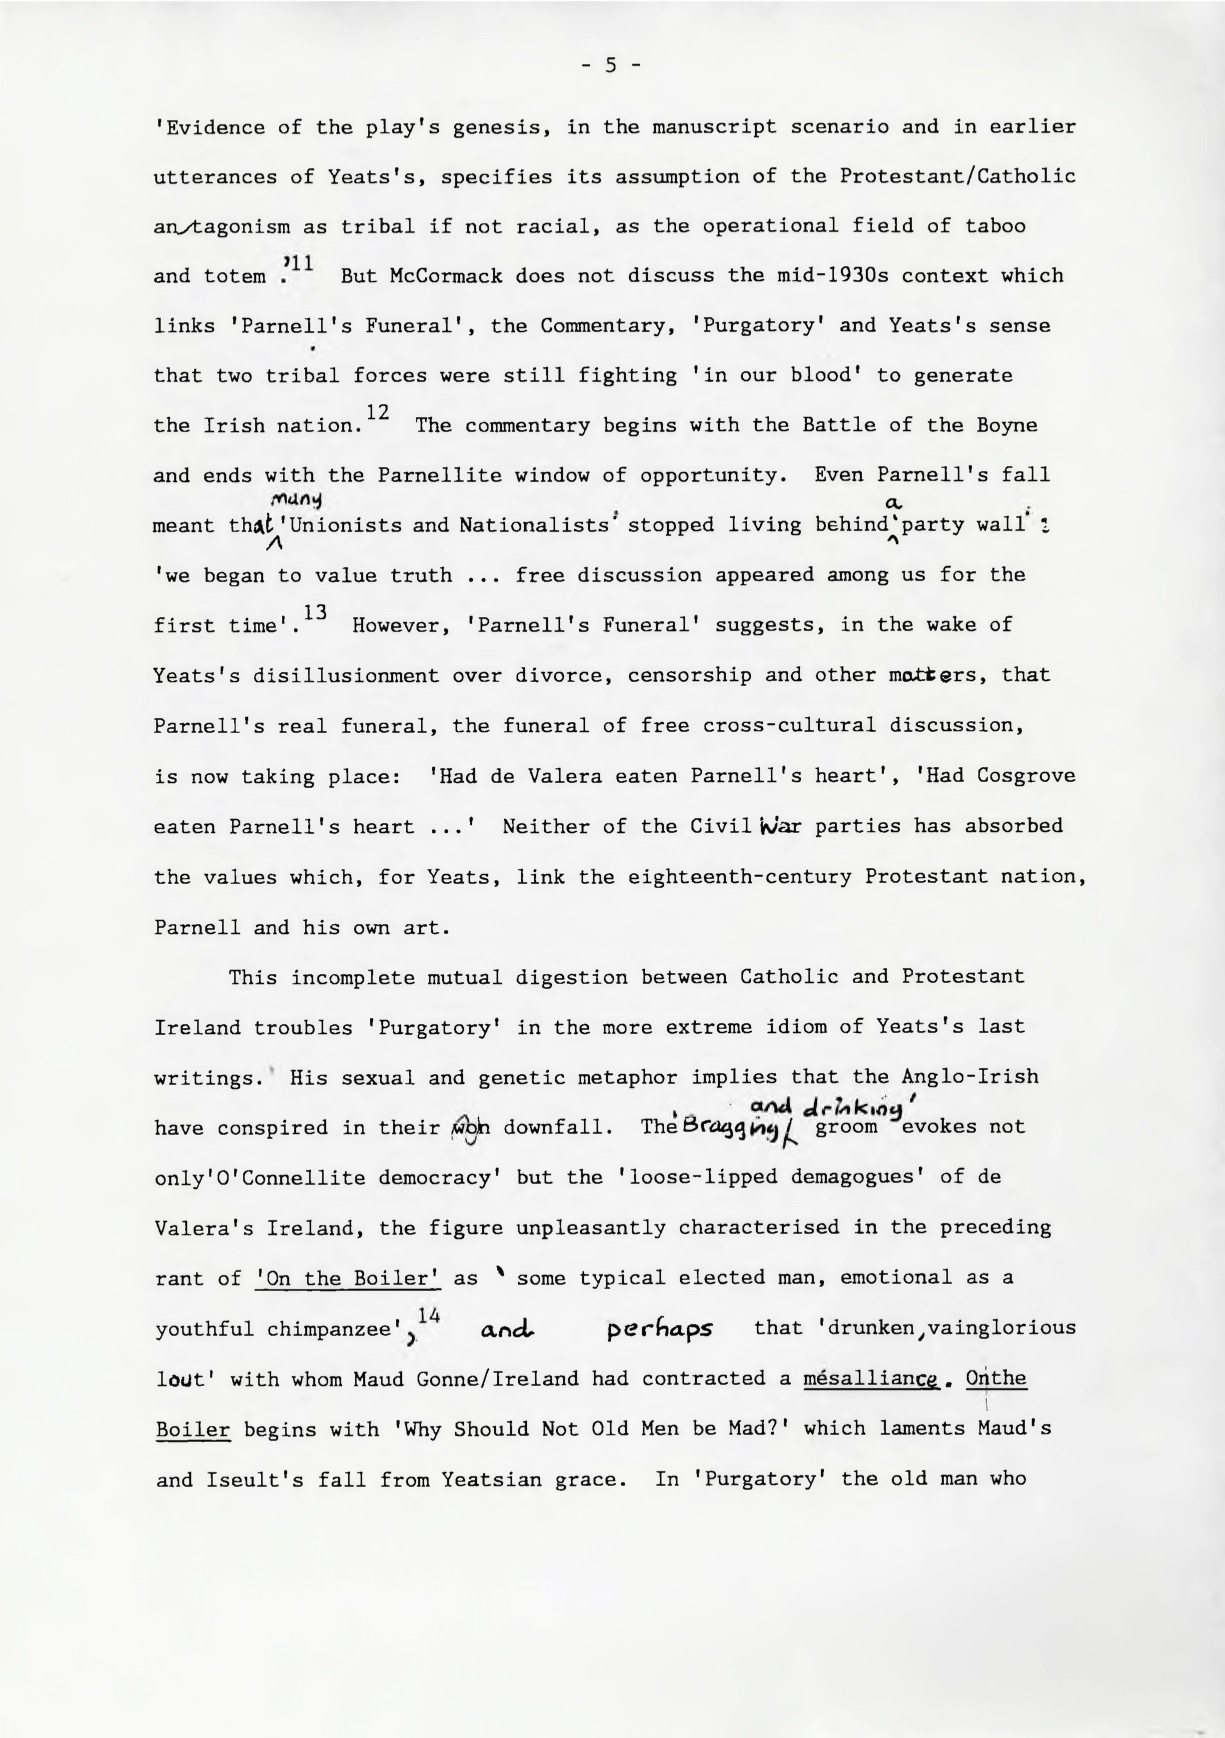 - 5 -
'Evidence of the play's genesis, in the manuscript scenario and in earlier
utterances of Yeats's, specifies its assumption of the Protestant/Catholic
antagonism as tribal if not racial, as the operational field of taboo
and totem.'11 But McCormack does not discuss the mid-1930s context which
links 'Parnell's Funeral', the Commentary, 'Purgatory' and Yeats's sense
that two tribal forces were still fighting 'in our blood' to generate
the Irish nation.12 The commentary begins with the Battle of the Boyne
and ends with the Parnellite window of opportunity. Even Parnell's fall
meant that many 'Unionists and Nationalists' stopped living behind 'a party wall':
'we began to value truth ... free discussion appeared among us for the
first time'.13 However, 'Parnell's Funeral' suggests, in the wake of
Yeats's disillusionment over divorce, censorship and other matters, that
Parnell's real funeral, the funeral of free cross-cultural discussion,
is now taking place: 'Had de Valera eaten Parnell's heart', 'Had Cosgrove
eaten Parnell's heart ...' Neither of the Civil War parties has absorbed
the values which, for Yeats, link the eighteenth-century Protestant nation,
Parnell and his own art.
This incomplete mutual digestion between Catholic and Protestant
Ireland troubles 'Purgatory' in the more extreme idiom of Yeats's last
writings. His sexual and genetic metaphor implies that the Anglo-Irish
have conspired in their downfall. The 'Bragging and drinking' groom evokes not
only'O'Connellite democracy' but the 'loose-lipped demagogues' of de
Valera's Ireland, the figure unpleasantly characterised in the preceding
rant of 'On the Boiler' as ' some typical elected man, emotional as a
youthful chimpanzee',14 and perhaps that 'drunken,vainglorious
lout' with whom Maud Gonne/Ireland had contracted a mésalliance. On the
Boiler begins with 'Why Should Not Old Men be Mad?' which laments Maud's
and Iseult's fall from Yeatsian grace. In 'Purgatory' the old man who